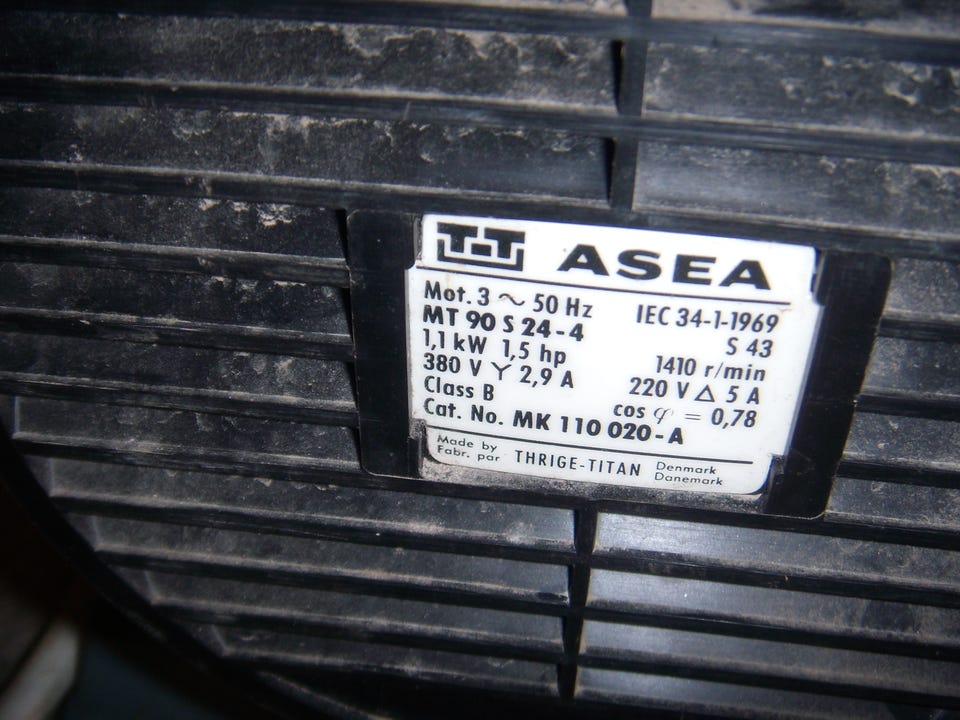 TT ASEA
Mot. 3 ~ 50 Hz IEC 34-1-1969
MT 90 S 24-4 S 43
1,1 kW 1,5 hp 1410 r/min
380 V Y 2,9 A 220 V △ 5 A
Class B cos φ = 0,78
Cat. No. MK 110 020-A
Made by
Fabr. par THRIGE-TITAN
Denmark
Danemark